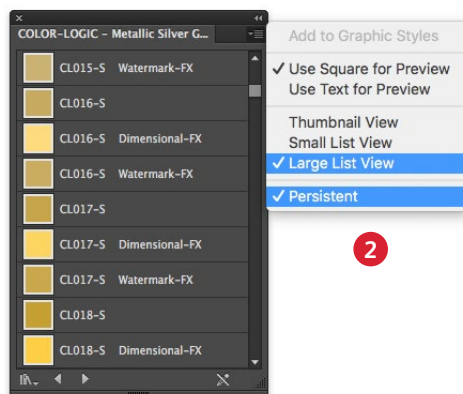 COLOR-LOGIC - Metallic Silver G...
CL015-S Watermark-FX
CL016-S
CL016-S Dimensional-FX
CL016-S Watermark-FX
CL017-S
CL017-S Dimensional-FX
CL017-S Watermark-FX
CL018-S
CL018-S Dimensional-FX
Add to Graphic Styles
✓ Use Square for Preview
Use Text for Preview
Thumbnail View
Small List View
✓ Large List View
✓ Persistent
2